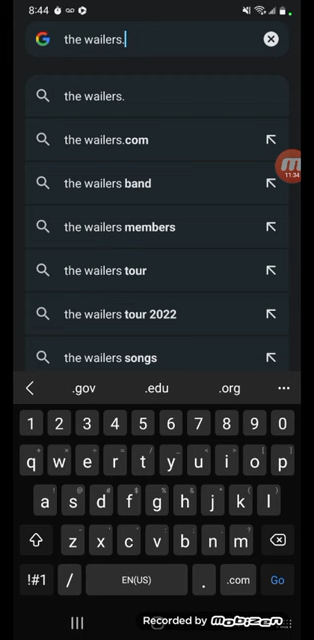 8:44
the wailers.
the wailers.
the wailers.com
11:34
the wailers band
the wailers members
the wailers tour
the wailers tour 2022
the wailers songs
.gov .edu .org
1 2 3 4 5 6 7 8 9 0
q w e r t y u i o p
a s d f g h j k l
z x c v b n m
!#1 / EN(US) . .com Go
Recorded by MOBIZEN